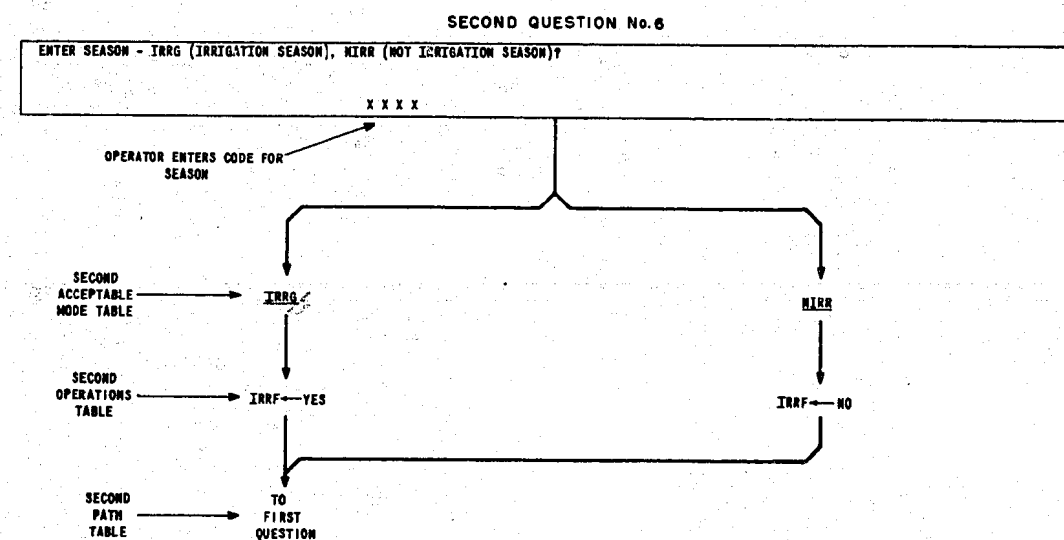 SECOND QUESTION No.6
ENTER SEASON - IRRG (IRRIGATION SEASON), NIRR (NOT IRRIGATION SEASON)?
X X X X
OPERATOR ENTERS CODE FOR
SEASON
SECOND
ACCEPTABLE
MODE TABLE
IRRG
NIRR
SECOND
OPERATIONS
TABLE
IRRF←YES
IRRF←NO
SECOND
PATH
TABLE
TO
FIRST
QUESTION